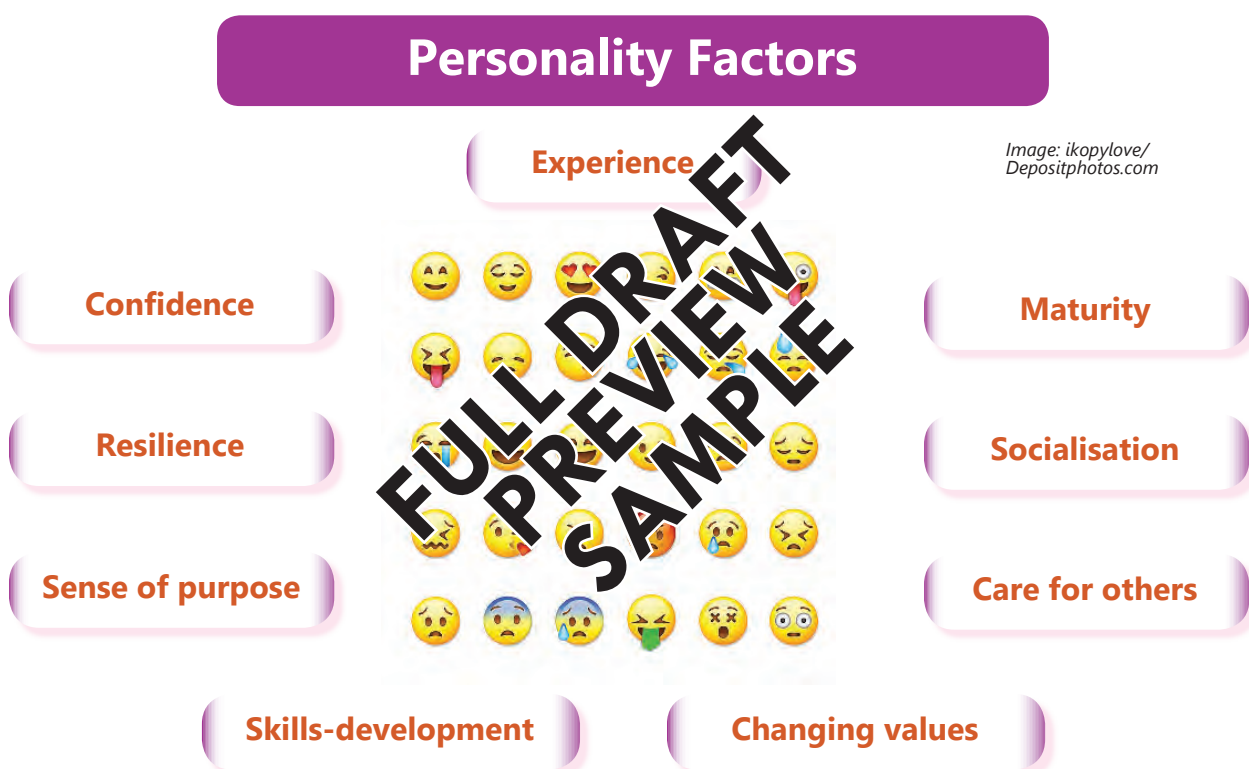 Personality Factors
Experience
Image: ikopylove/
Depositphotos.com
Confidence
Maturity
Resilience
Socialisation
Sense of purpose
Care for others
Skills-development
Changing values
FULL DRAFT
PREVIEW
SAMPLE